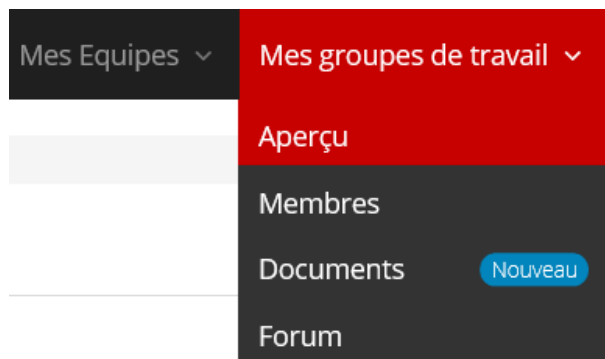 Mes Equipes
Mes groupes de travail
Aperçu
Membres
Documents
Nouveau
Forum